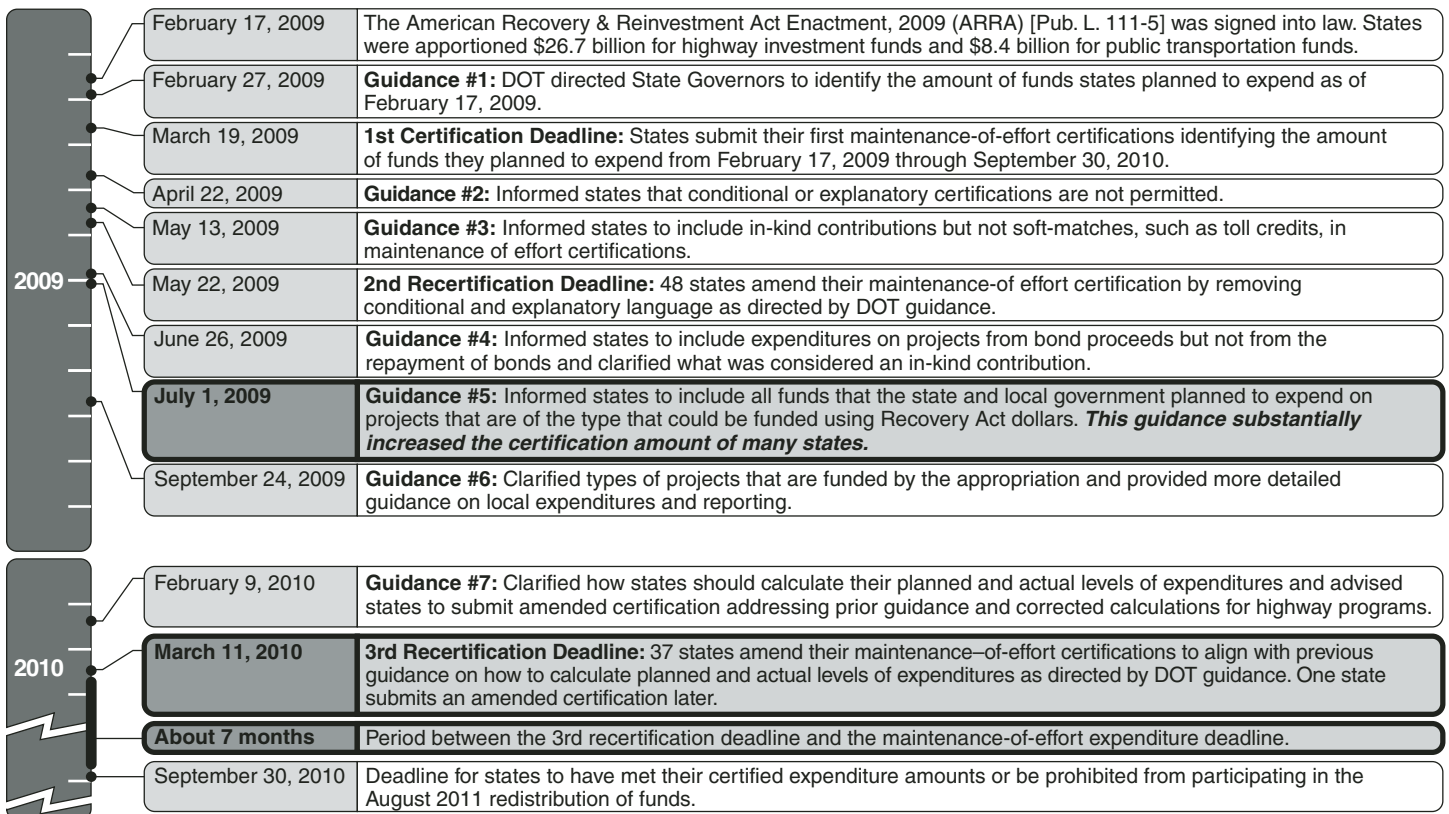 February 17, 2009
The American Recovery & Reinvestment Act Enactment, 2009 (ARRA) [Pub. L. 111-5] was signed into law. States
were apportioned $26.7 billion for highway investment funds and $8.4 billion for public transportation funds.
February 27, 2009
Guidance #1: DOT directed State Governors to identify the amount of funds states planned to expend as of
February 17, 2009.
March 19, 2009
1st Certification Deadline: States submit their first maintenance-of-effort certifications identifying the amount
of funds they planned to expend from February 17, 2009 through September 30, 2010.
April 22, 2009
Guidance #2: Informed states that conditional or explanatory certifications are not permitted.
May 13, 2009
Guidance #3: Informed states to include in-kind contributions but not soft-matches, such as toll credits, in
maintenance of effort certifications.
2009
May 22, 2009
2nd Recertification Deadline: 48 states amend their maintenance-of effort certification by removing
conditional and explanatory language as directed by DOT guidance.
June 26, 2009
Guidance #4: Informed states to include expenditures on projects from bond proceeds but not from the
repayment of bonds and clarified what was considered an in-kind contribution.
July 1, 2009
Guidance #5: Informed states to include all funds that the state and local government planned to expend on
projects that are of the type that could be funded using Recovery Act dollars. This guidance substantially
increased the certification amount of many states.
September 24, 2009
Guidance #6: Clarified types of projects that are funded by the appropriation and provided more detailed
guidance on local expenditures and reporting.
February 9, 2010
Guidance #7: Clarified how states should calculate their planned and actual levels of expenditures and advised
states to submit amended certification addressing prior guidance and corrected calculations for highway programs.
2010
March 11, 2010
3rd Recertification Deadline: 37 states amend their maintenance–of-effort certifications to align with previous
guidance on how to calculate planned and actual levels of expenditures as directed by DOT guidance. One state
submits an amended certification later.
About 7 months
Period between the 3rd recertification deadline and the maintenance-of-effort expenditure deadline.
September 30, 2010
Deadline for states to have met their certified expenditure amounts or be prohibited from participating in the
August 2011 redistribution of funds.